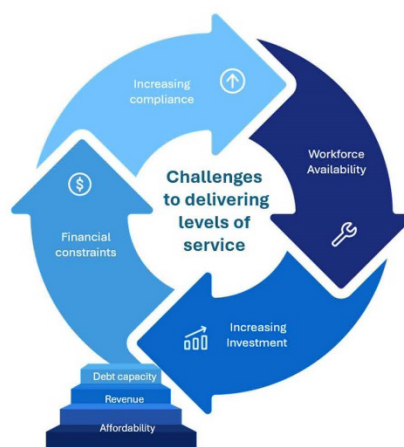 Increasing
compliance
Workforce
Availability
Challenges
to delivering
levels of
service
$
Financial
constraints
Increasing
Investment
Debt capacity
Revenue
Affordability